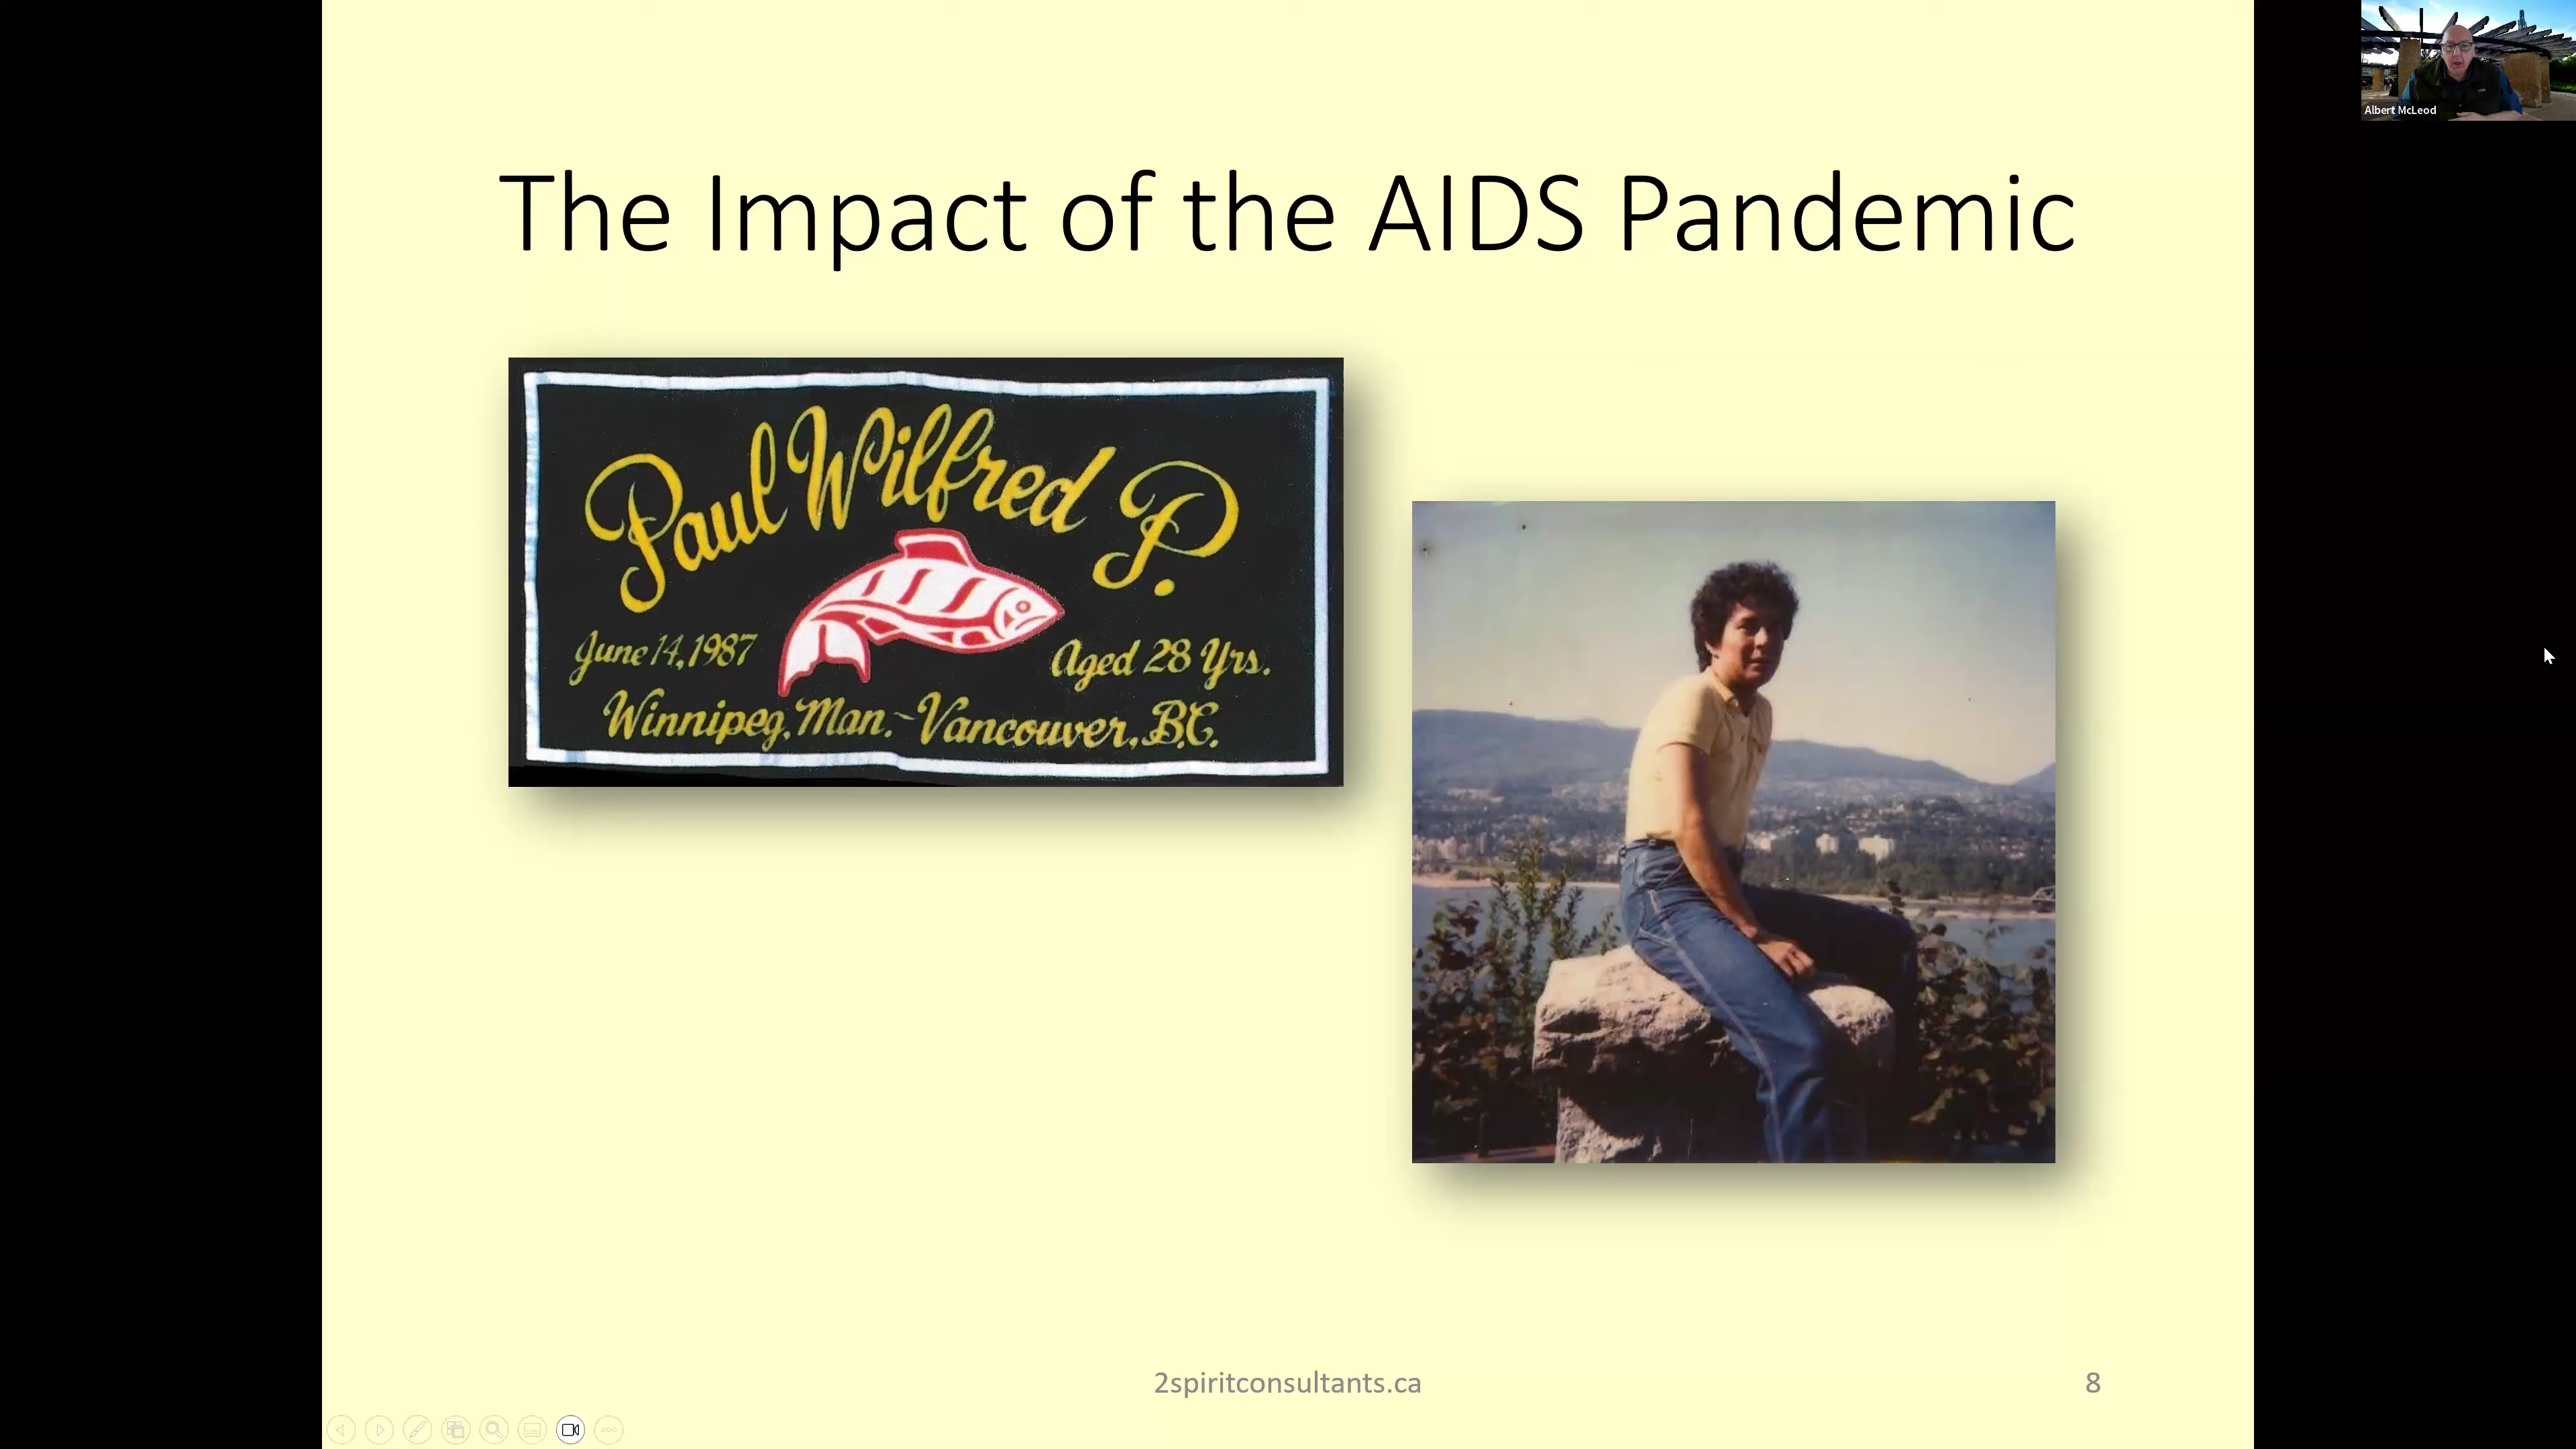 Albert McLeod
The Impact of the AIDS Pandemic
Paul Wilfred P.
June 14, 1987
Aged 28 Yrs.
Winnipeg, Man. ~ Vancouver, B.C.
2spiritconsultants.ca
8